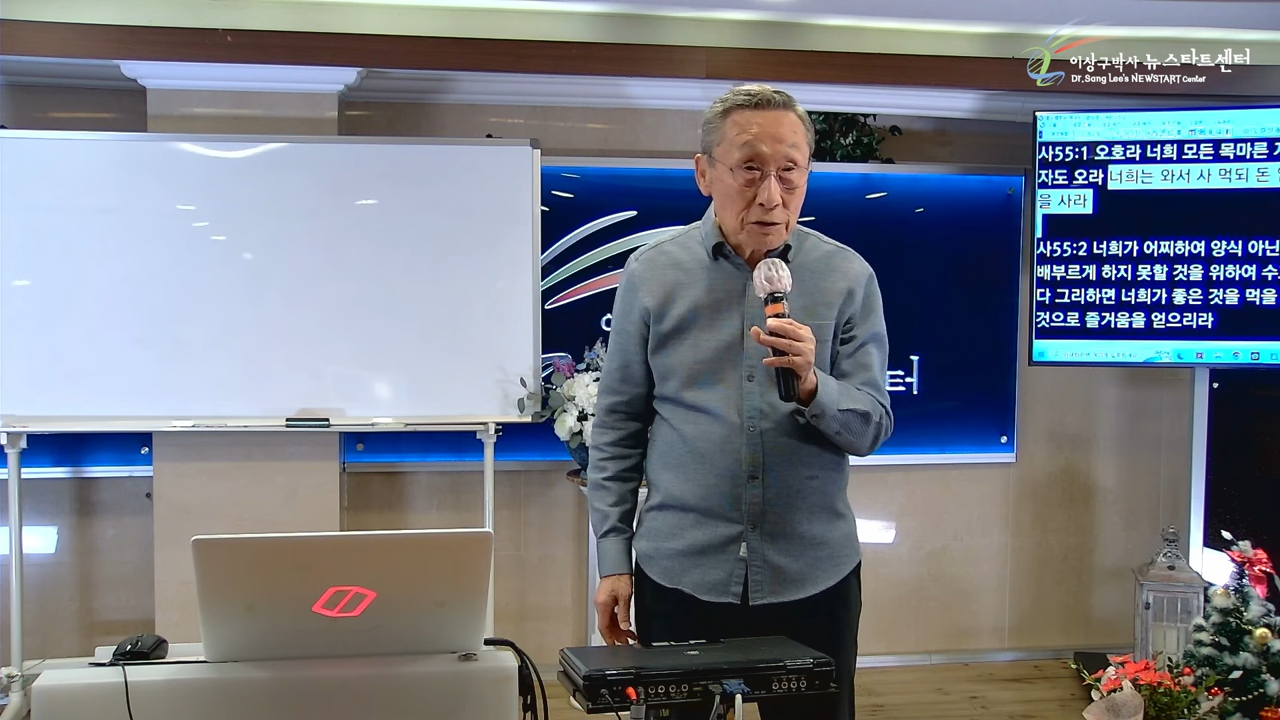 이상구박사 뉴스타트센터
Dr. Sang Lee's NEWSTART Center
사55:1 오호라 너희 모든 목마른
자도 오라 너희는 와서 사 먹되 돈
을 사라
사55:2 너희가 어찌하여 양식 아닌
배부르게 하지 못할 것을 위하여
다 그리하면 너희가 좋은 것을 먹을
것으로 즐거움을 얻으리라
터